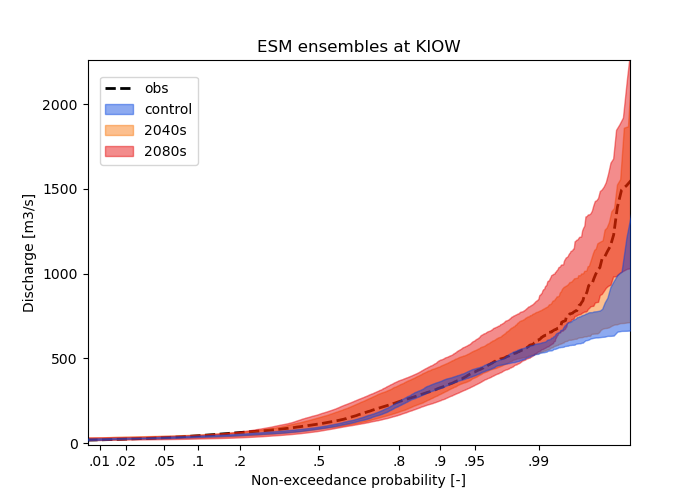 ESM ensembles at KIOW
obs
control
2040s
2080s
Discharge [m3/s]
2000
1500
1000
500
0
.01 .02 .05 .1 .2 .5 .8 .9 .95 .99
Non-exceedance probability [-]